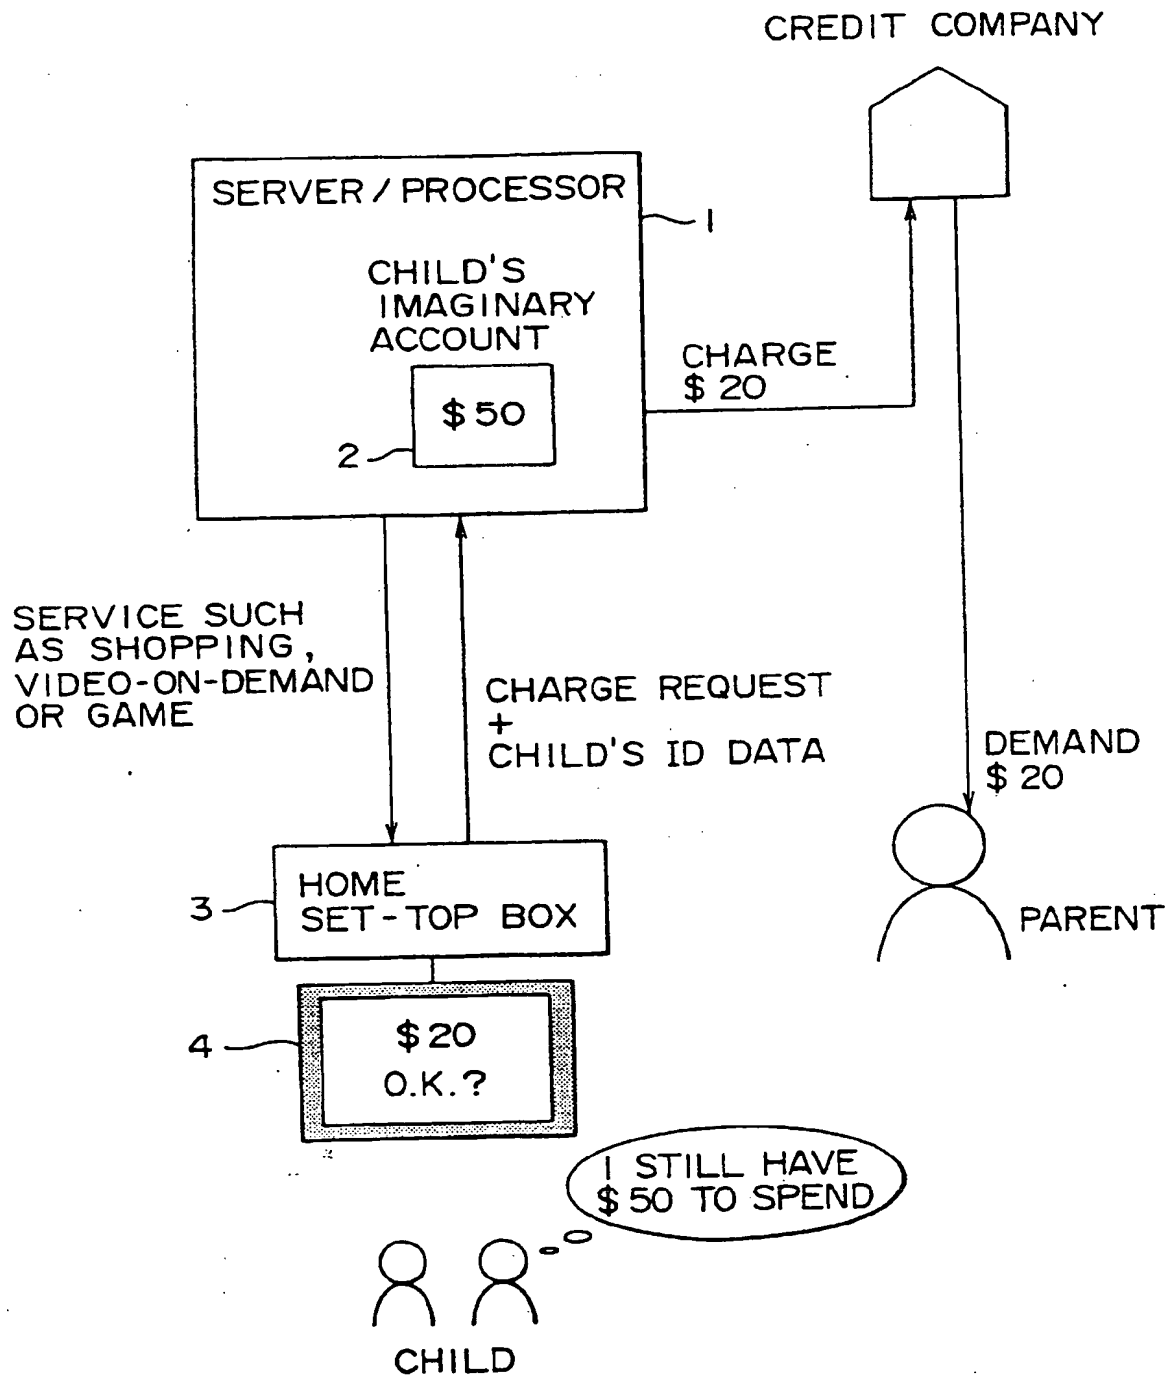 CREDIT COMPANY
SERVER / PROCESSOR
1
CHILD'S
IMAGINARY
ACCOUNT
$ 50
2
CHARGE
$ 20
SERVICE SUCH
AS SHOPPING,
VIDEO-ON-DEMAND
OR GAME
CHARGE REQUEST
+
CHILD'S ID DATA
DEMAND
$ 20
HOME
SET-TOP BOX
3
PARENT
$ 20
O.K.?
4
I STILL HAVE
$ 50 TO SPEND
CHILD